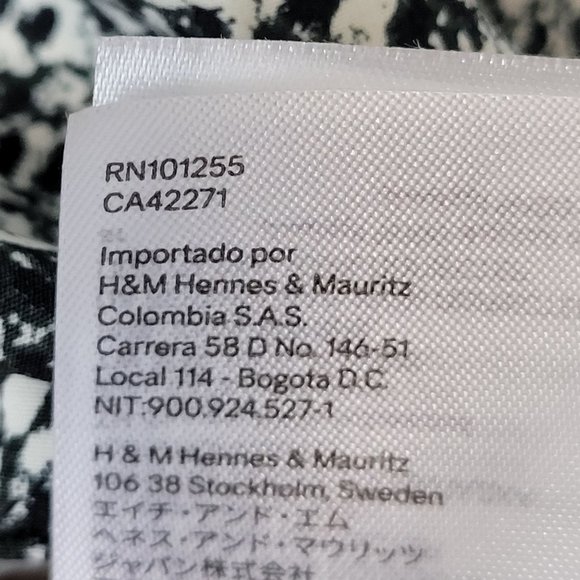 RN101255
CA42271
Importado por
H&M Hennes & Mauritz
Colombia S.A.S.
Carrera 58 D No. 146-51
Local 114 - Bogota D.C.
NIT:900.924.527-1
H & M Hennes & Mauritz
106 38 Stockholm, Sweden
エイチ・アンド・エム
ヘネス・アンド・マウリッツ
ジャパン株式会社